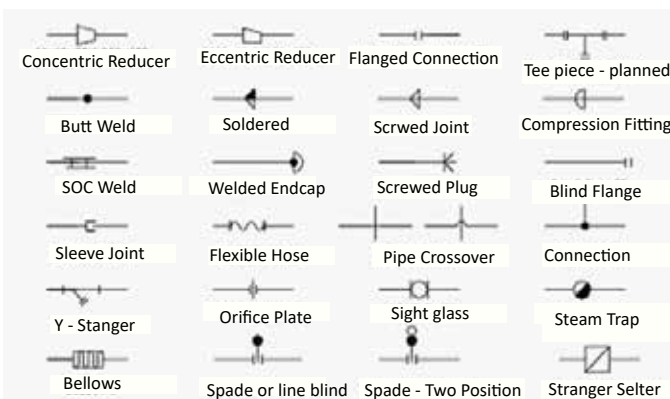 Concentric Reducer
Eccentric Reducer
Flanged Connection
Tee piece - planned
Butt Weld
Soldered
Scrwed Joint
Compression Fitting
SOC Weld
Welded Endcap
Screwed Plug
Blind Flange
Sleeve Joint
Flexible Hose
Pipe Crossover
Connection
Y - Stanger
Orifice Plate
Sight glass
Steam Trap
Bellows
Spade or line blind
Spade - Two Position
Stranger Selter